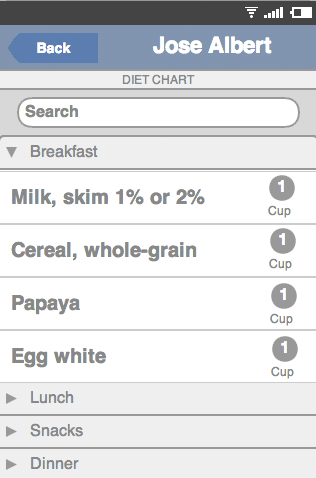 Back
Jose Albert
DIET CHART
Search
Breakfast
Milk, skim 1% or 2%
1
Cup
Cereal, whole-grain
1
Cup
Papaya
1
Cup
Egg white
1
Cup
Lunch
Snacks
Dinner